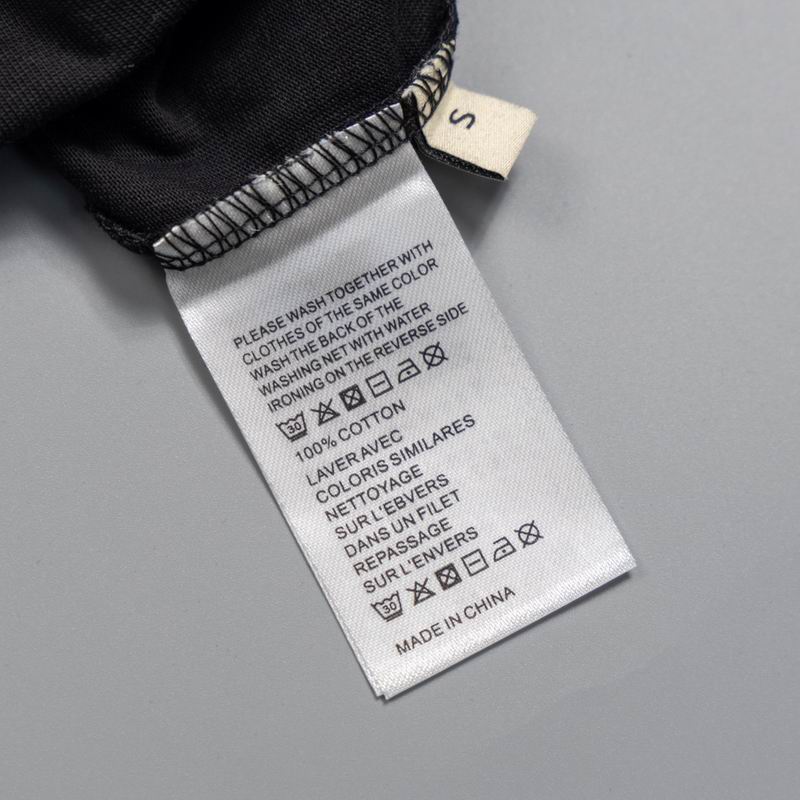 S
PLEASE WASH TOGETHER WITH
CLOTHES OF THE SAME COLOR
WASH THE BACK OF THE
WASHING NET WITH WATER
IRONING ON THE REVERSE SIDE
30
100% COTTON
LAVER AVEC
COLORIS SIMILARES
NETTOYAGE
SUR L'EBVERS
DANS UN FILET
REPASSAGE
SUR L'ENVERS
30
MADE IN CHINA